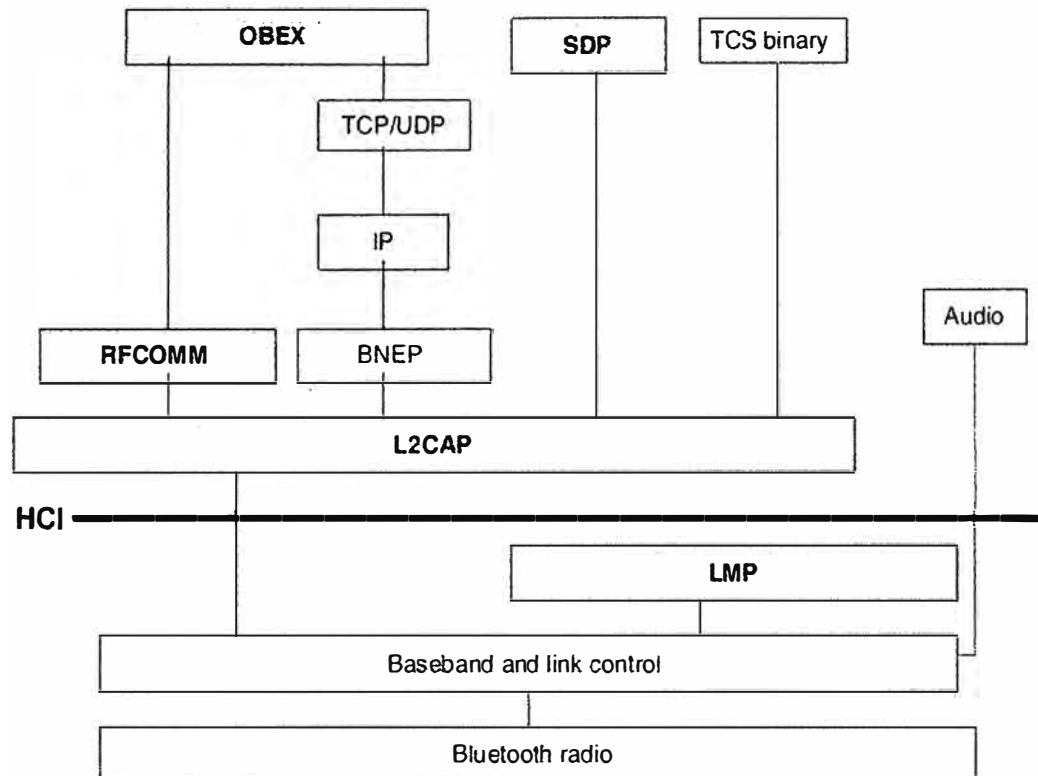 OBEX
SDP
TCS binary
TCP/UDP
IP
Audio
RFCOMM
BNEP
L2CAP
HCI
LMP
Baseband and link control
Bluetooth radio